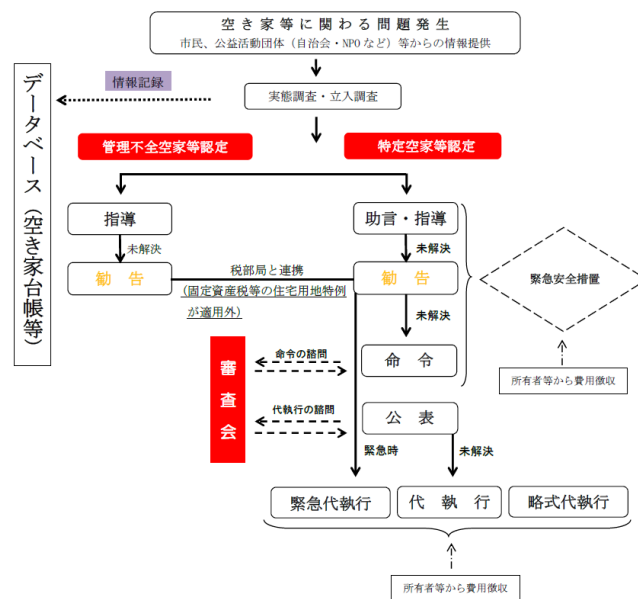 空き家等に関わる問題発生
市民、公益活動団体（自治会・NPO など）等からの情報提供
データベース（空き家台帳等）
情報記録
実態調査・立入調査
管理不全空家等認定
特定空家等認定
指導
助言・指導
未解決
未解決
勧告
税部局と連携
（固定資産税等の住宅用地特例
が適用外）
勧告
緊急安全措置
未解決
命令の諮問
命 令
所有者等から費用徴収
審査会
代執行の諮問
公 表
緊急時
未解決
緊急代執行
代 執 行
略式代執行
所有者等から費用徴収